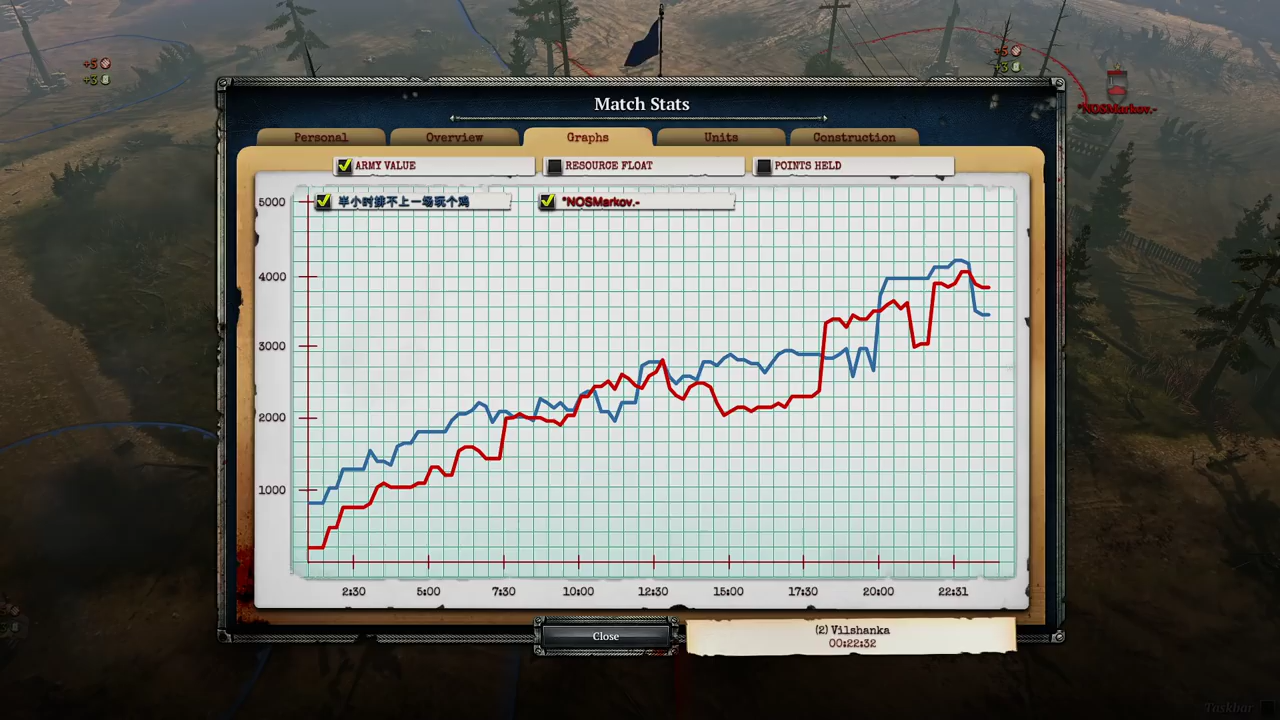 +5
+3
+5
+3
"NOSMarkov.-
Match Stats
Personal
Overview
Graphs
Units
Construction
ARMY VALUE
RESOURCE FLOAT
POINTS HELD
半小时排不上一场玩个鸡
"NOSMarkov.-
5000
4000
3000
2000
1000
2:30
5:00
7:30
10:00
12:30
15:00
17:30
20:00
22:31
Close
(2) Vilshanka
00:22:32
Taskbar